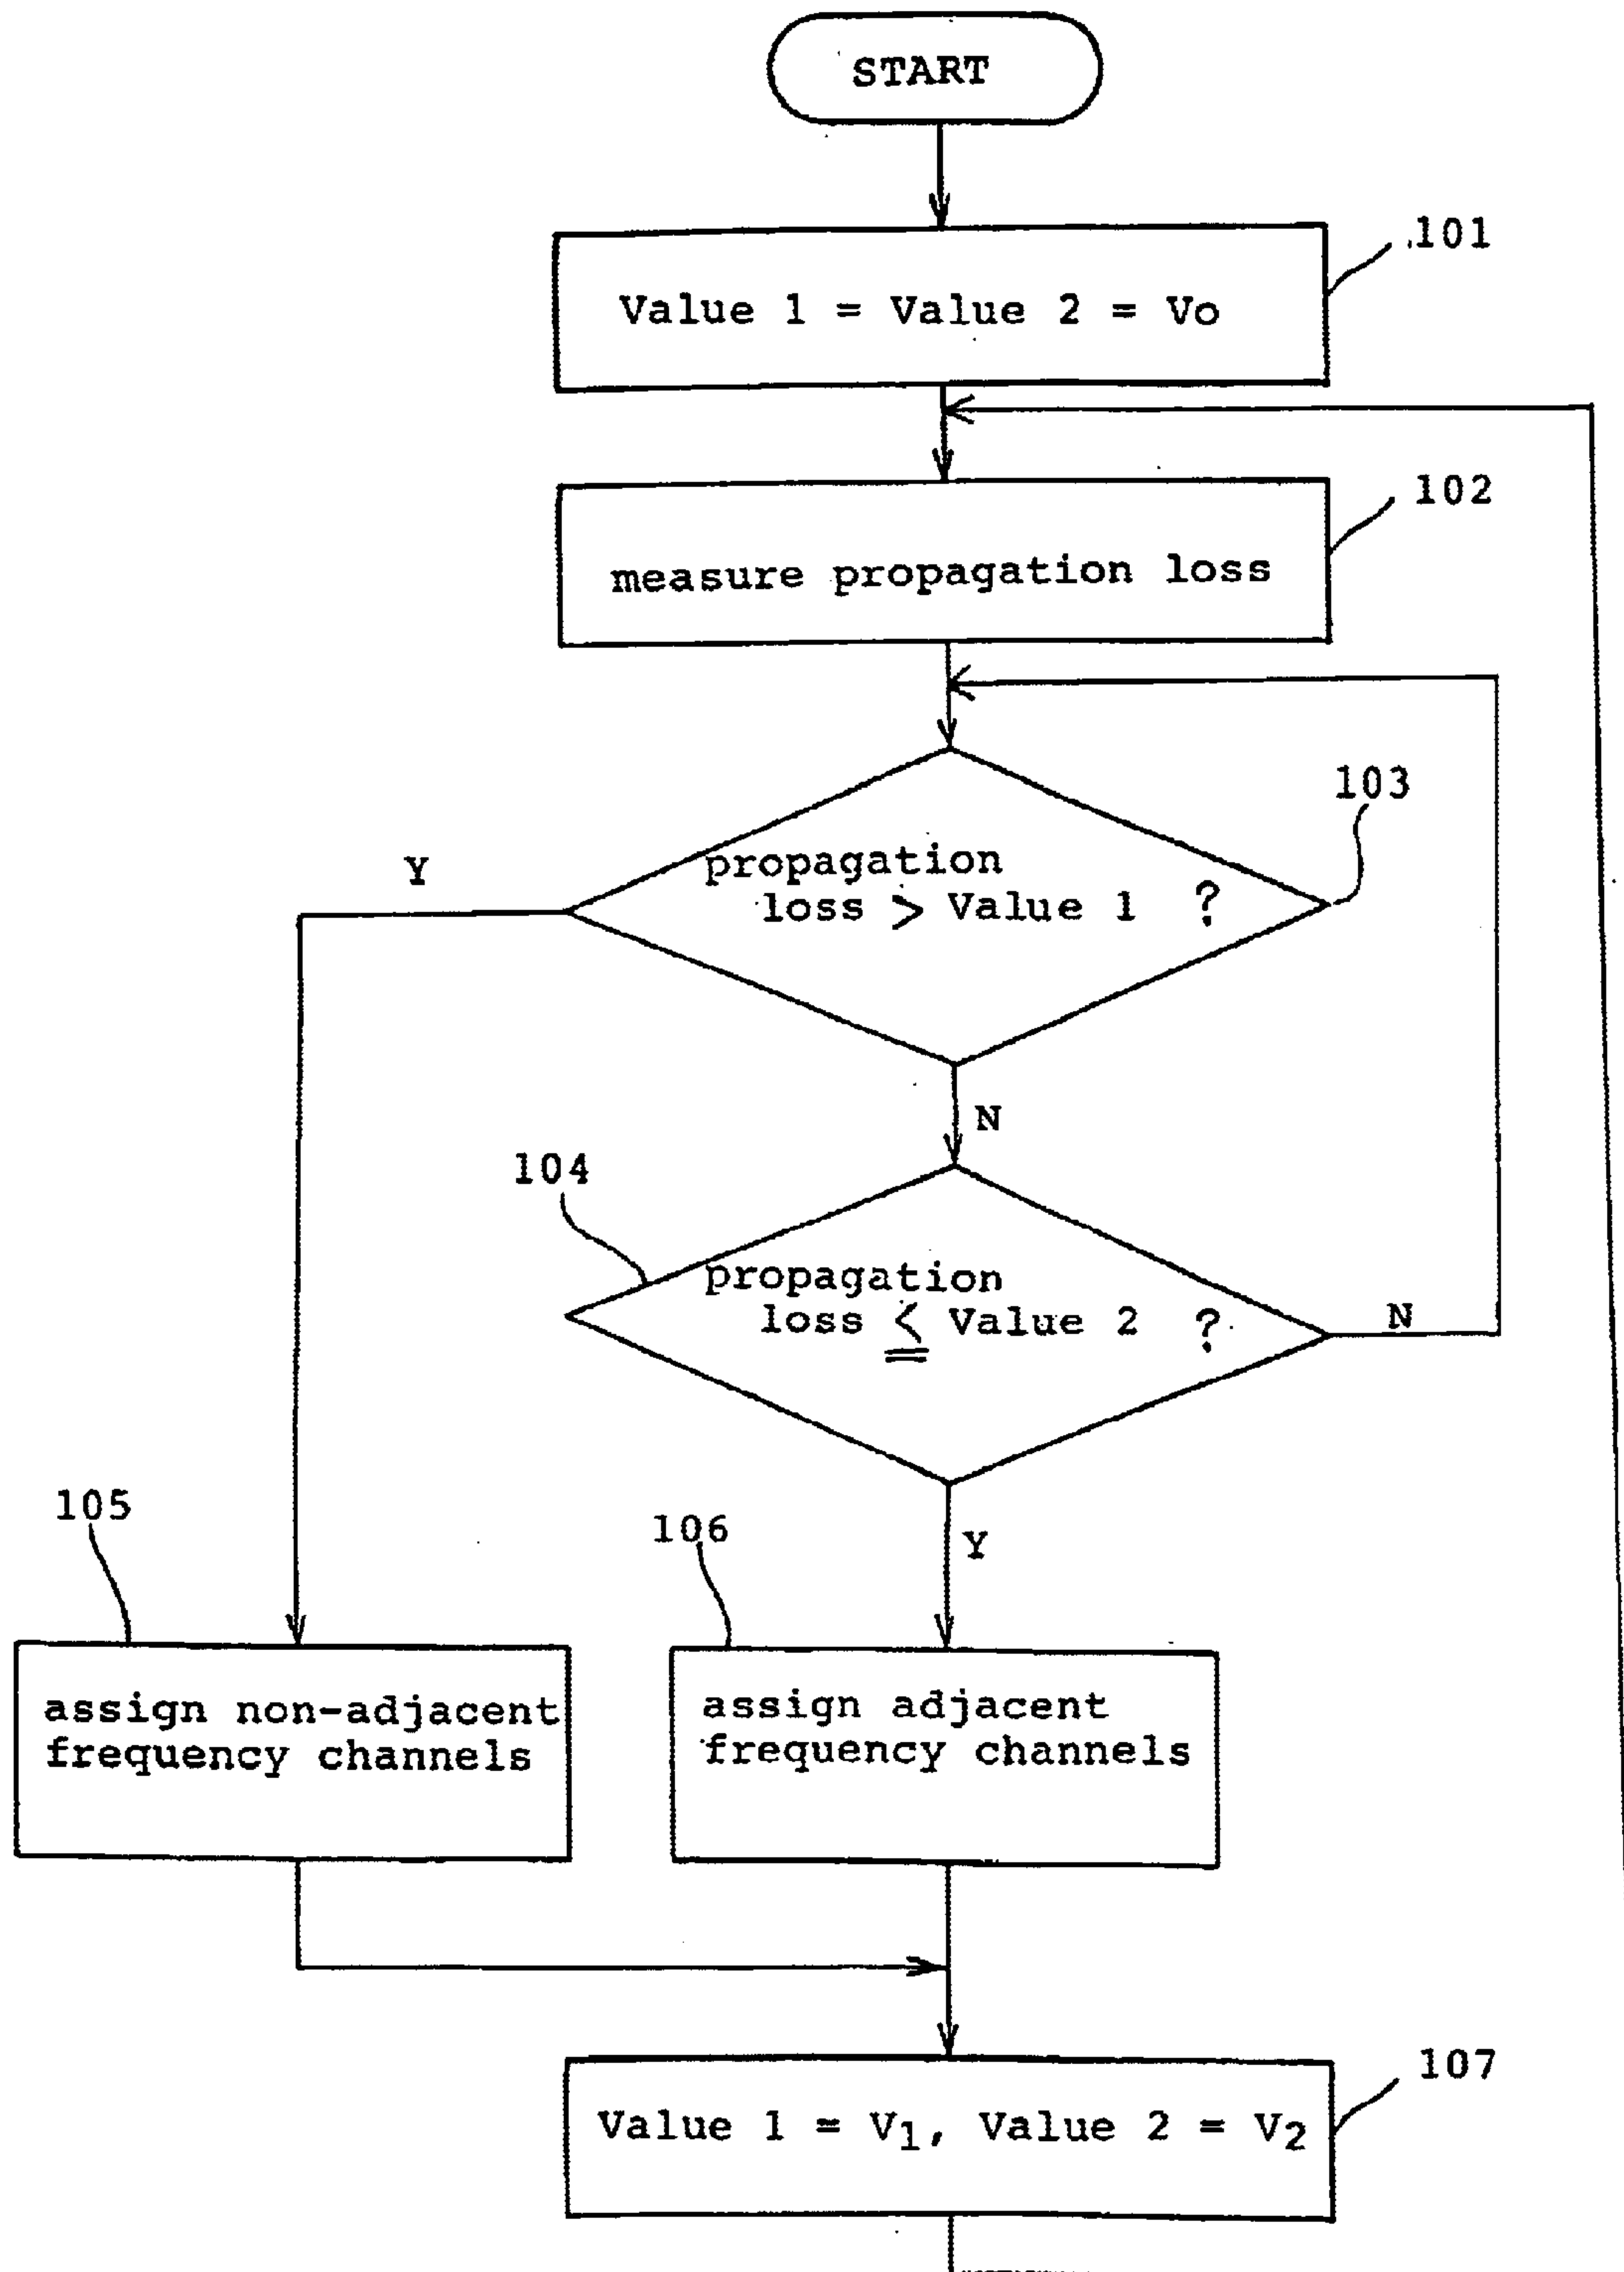 START
101
Value 1 = Value 2 = Vo
102
measure propagation loss
103
Y
propagation
loss > Value 1 ?
N
104
propagation
loss ≦ Value 2 ?
N
105
106
Y
assign non-adjacent
frequency channels
assign adjacent
frequency channels
107
Value 1 = V1, Value 2 = V2